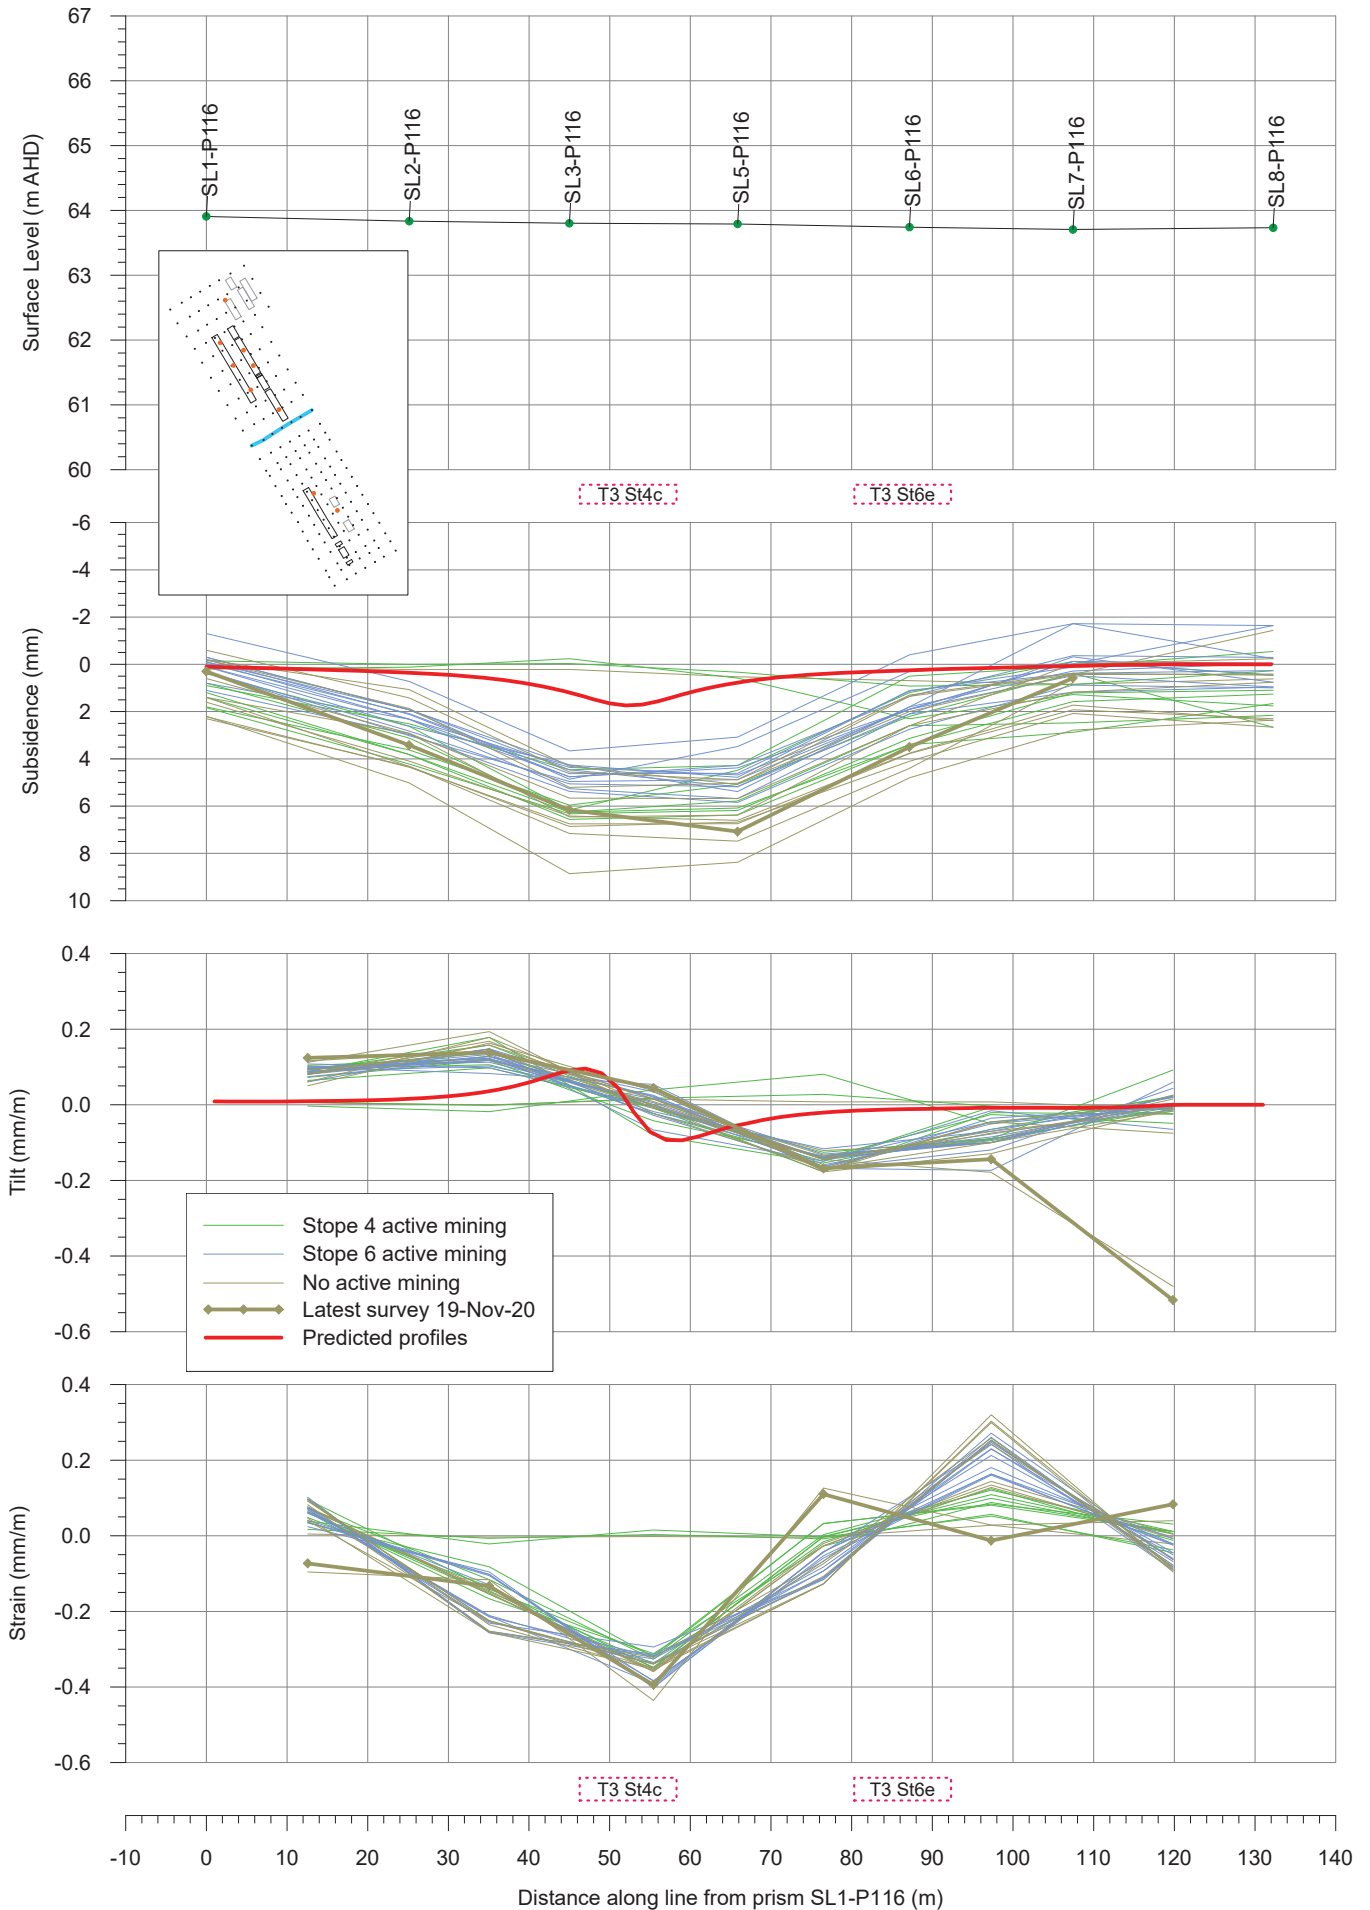 67
66
65
64
63
62
61
60
Surface Level (m AHD)
SL1-P116
SL2-P116
SL3-P116
SL5-P116
SL6-P116
SL7-P116
SL8-P116
T3 St4c
T3 St6e
-6
-4
-2
0
2
4
6
8
10
Subsidence (mm)
0.4
0.2
0.0
-0.2
-0.4
-0.6
Tilt (mm/m)
Stope 4 active mining
Stope 6 active mining
No active mining
Latest survey 19-Nov-20
Predicted profiles
0.4
0.2
0.0
-0.2
-0.4
-0.6
Strain (mm/m)
T3 St4c
T3 St6e
-10 0 10 20 30 40 50 60 70 80 90 100 110 120 130 140
Distance along line from prism SL1-P116 (m)